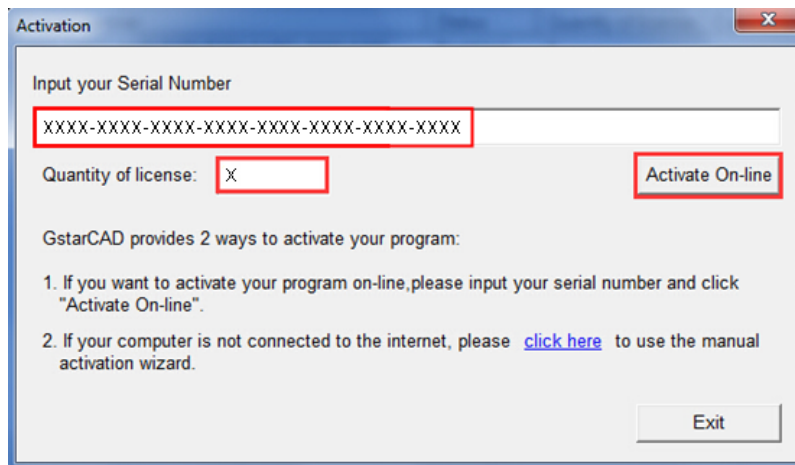 Activation
Input your Serial Number
XXXX-XXXX-XXXX-XXXX-XXXX-XXXX-XXXX-XXXX
Quantity of license: X Activate On-line
GstarCAD provides 2 ways to activate your program:
1. If you want to activate your program on-line,please input your serial number and click
"Activate On-line".
2. If your computer is not connected to the internet, please click here to use the manual
activation wizard.
Exit